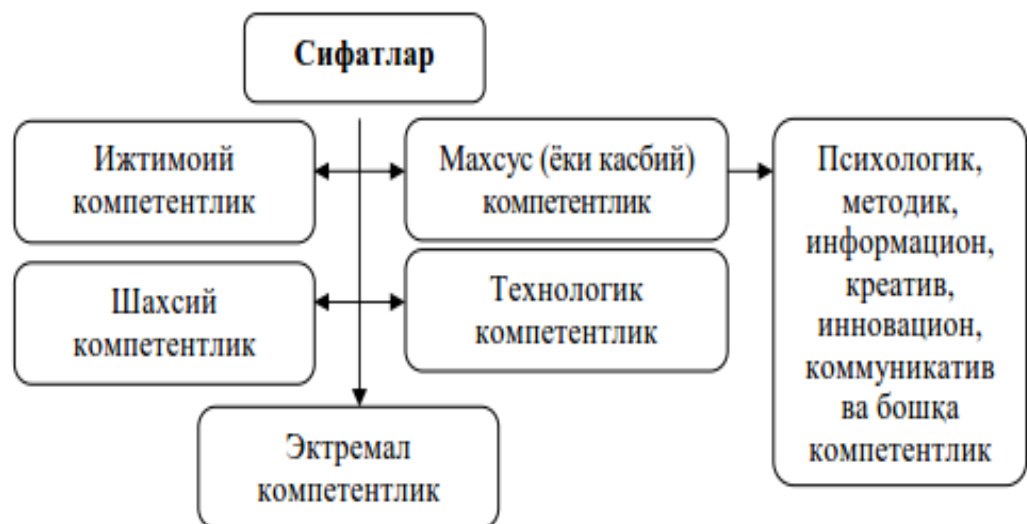 Сифатлар
Ижтимоий
компетентлик
Махсус (ёки касбий)
компетентлик
Психологик,
методик,
информацион,
креатив,
инновацион,
коммуникатив
ва бошқа
компетентлик
Шахсий
компетентлик
Технологик
компетентлик
Эктремал
компетентлик